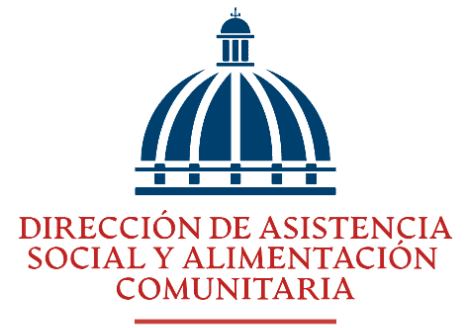 DIRECCIÓN DE ASISTENCIA
SOCIAL Y ALIMENTACIÓN
COMUNITARIA